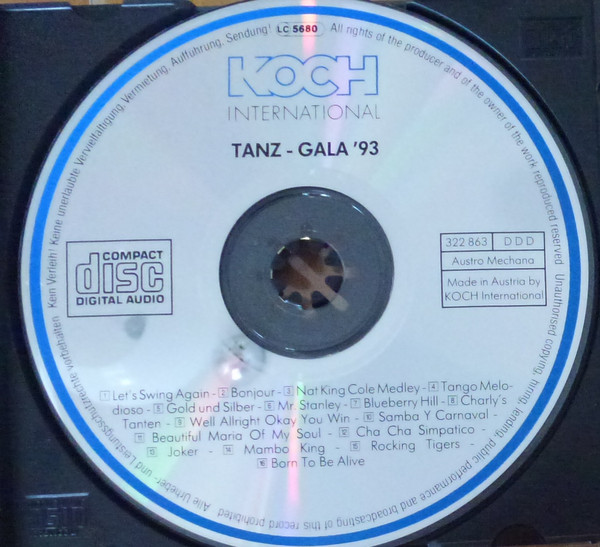 Alle Urheber- und Leistungsschutzrechte vorbehalten. Kein Verleih! Keine unerlaubte Vervielfältigung, Vermietung, Aufführung, Sendung!
LC 5680
All rights of the producer and of the owner of the work reproduced reserved. Unauthorised copying, hiring, lending, public performance and broadcasting of this record prohibited
KOCH
INTERNATIONAL
TANZ - GALA '93
COMPACT
disc
DIGITAL AUDIO
322 863 DDD
Austro Mechana
Made in Austria by
KOCH International
1 Let's Swing Again - 2 Bonjour - 3 Nat King Cole Medley - 4 Tango Melo-
dioso - 5 Gold und Silber - 6 Mr. Stanley - 7 Blueberry Hill - 8 Charly's
Tanten - 9 Well Allright Okay You Win - 10 Samba Y Carnaval -
11 Beautiful Maria Of My Soul - 12 Cha Cha Simpatico -
13 Joker - 14 Mambo King - 15 Rocking Tigers -
16 Born To Be Alive